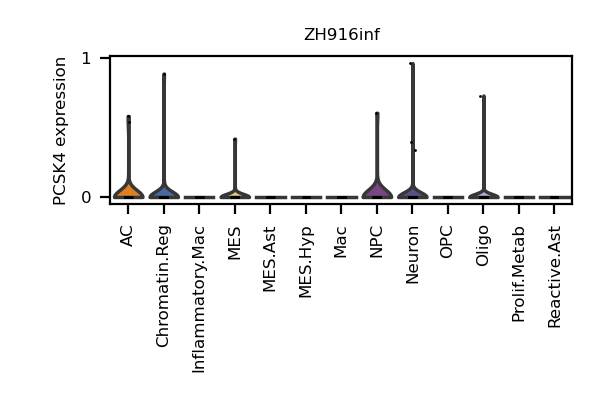 ZH916inf
PCSK4 expression
1
0
AC
Chromatin.Reg
Inflammatory.Mac
MES
MES.Ast
MES.Hyp
Mac
NPC
Neuron
OPC
Oligo
Prolif.Metab
Reactive.Ast